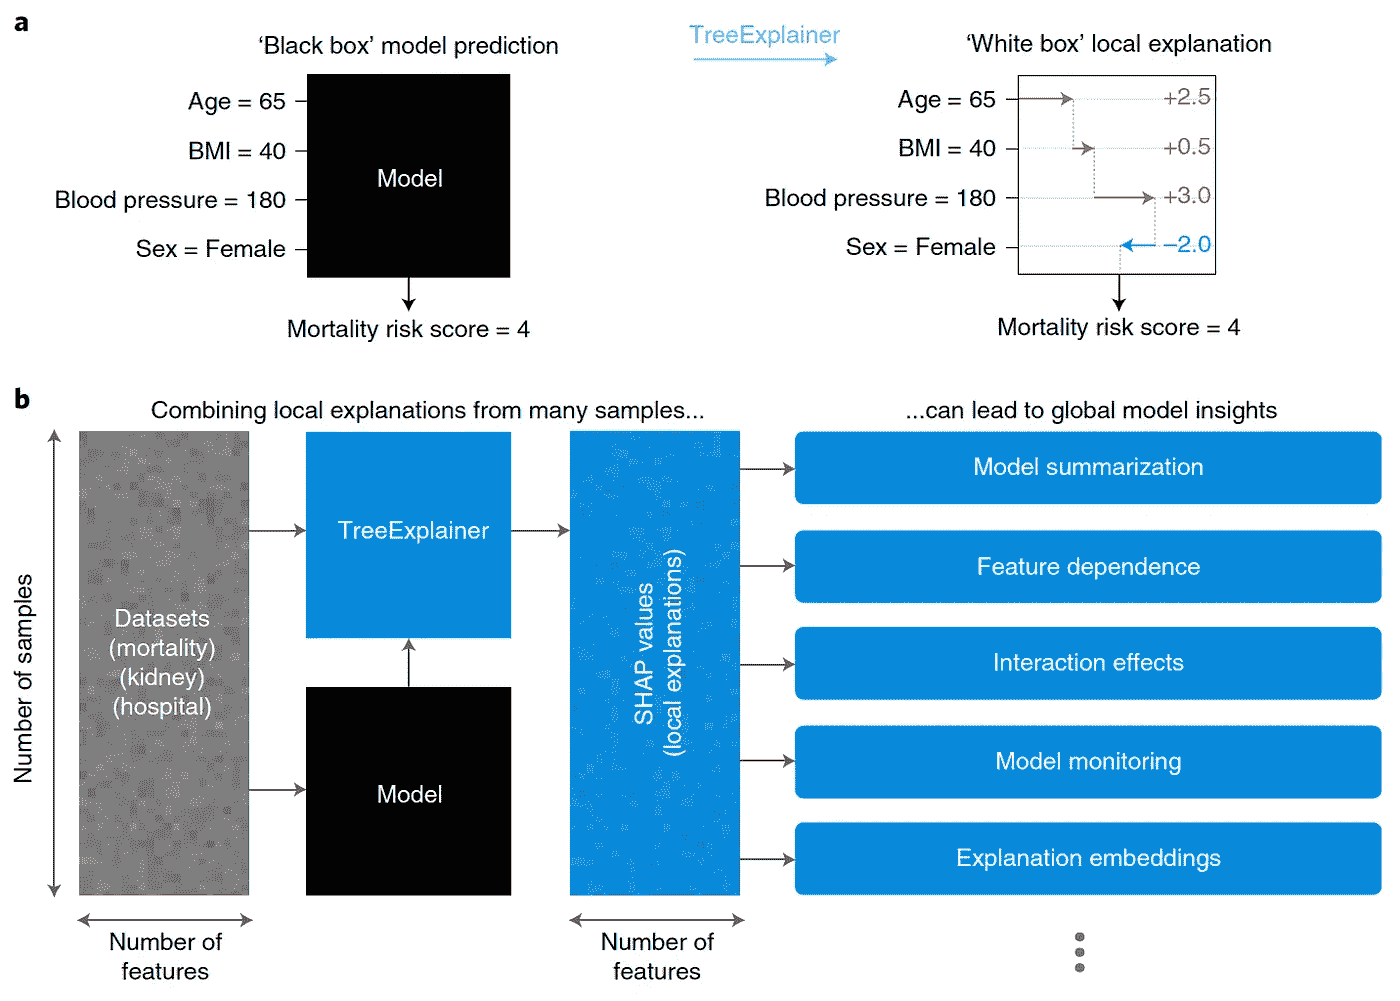 a
'Black box' model prediction
Age = 65
BMI = 40
Blood pressure = 180
Sex = Female
Model
Mortality risk score = 4
TreeExplainer
'White box' local explanation
Age = 65
+2.5
BMI = 40
+0.5
Blood pressure = 180
+3.0
Sex = Female
−2.0
Mortality risk score = 4
b
Combining local explanations from many samples...
...can lead to global model insights
Number of samples
Datasets
(mortality)
(kidney)
(hospital)
Number of
features
TreeExplainer
Model
SHAP values
(local explanations)
Number of
features
Model summarization
Feature dependence
Interaction effects
Model monitoring
Explanation embeddings